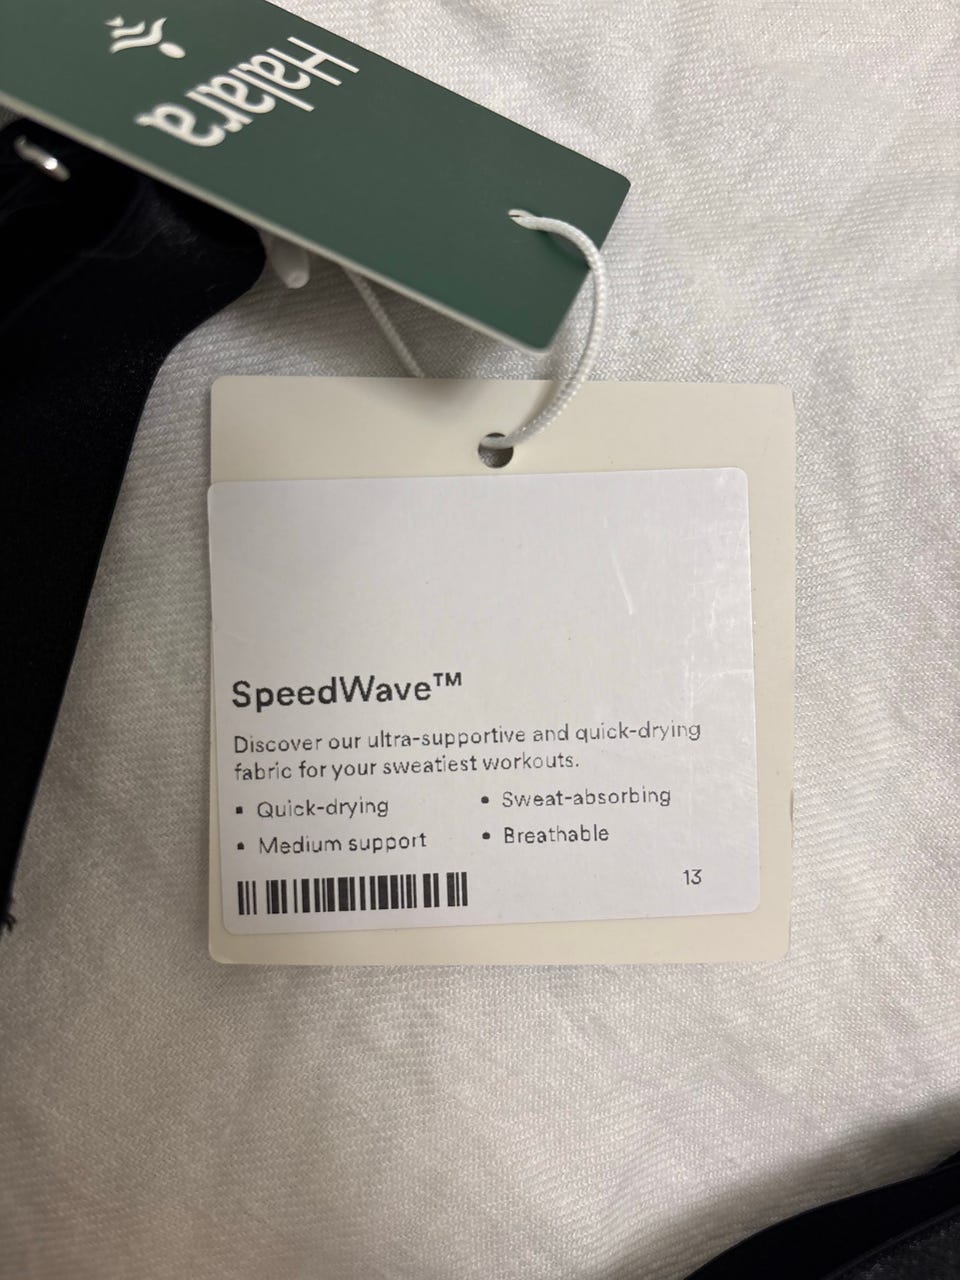 Halara
SpeedWave™
Discover our ultra-supportive and quick-drying
fabric for your sweatiest workouts.
▪ Quick-drying
• Sweat-absorbing
▪ Medium support
• Breathable
13